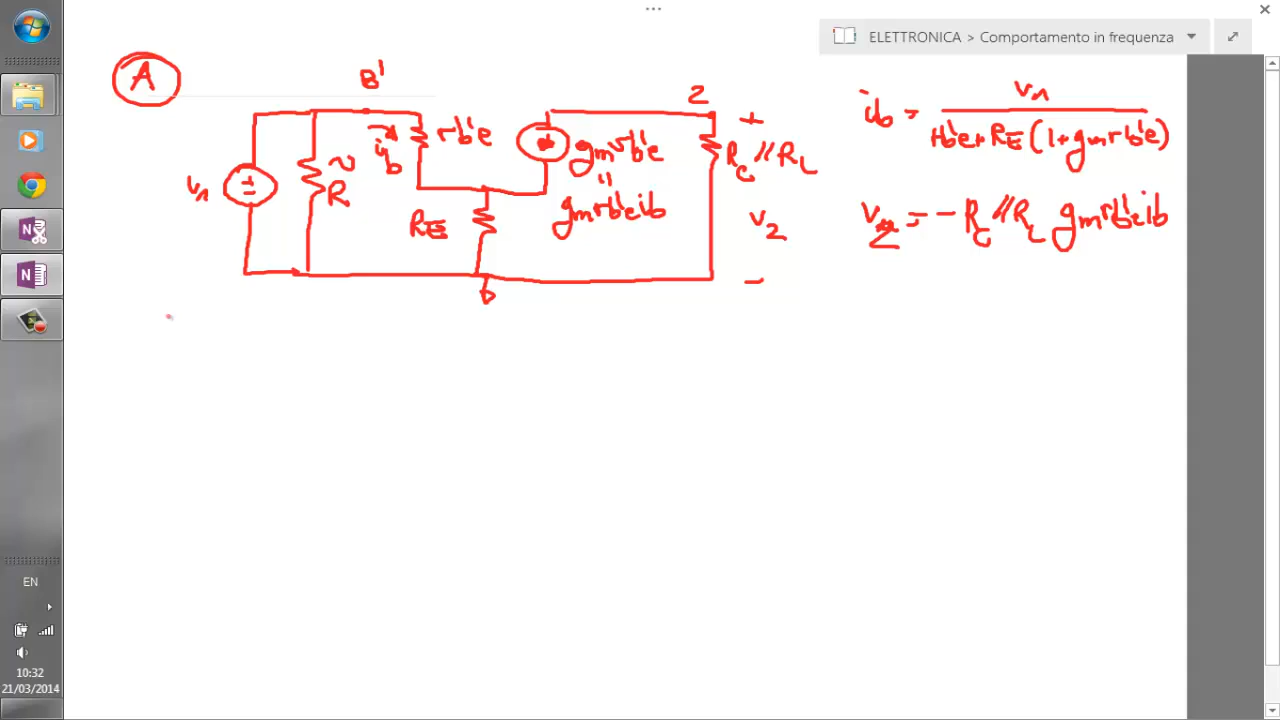 ELETTRONICA > Comportamento in frequenza
A
B'
2
ib = v1 / (rb'e + RE (1 + gm rb'e))
rb'e
ib
+
gm vb'e
"
gm rb'e ib
RC // RL
v1
R~
RE
v2
v2 = - RC // RL gm rb'e ib
-
EN
10:32
21/03/2014